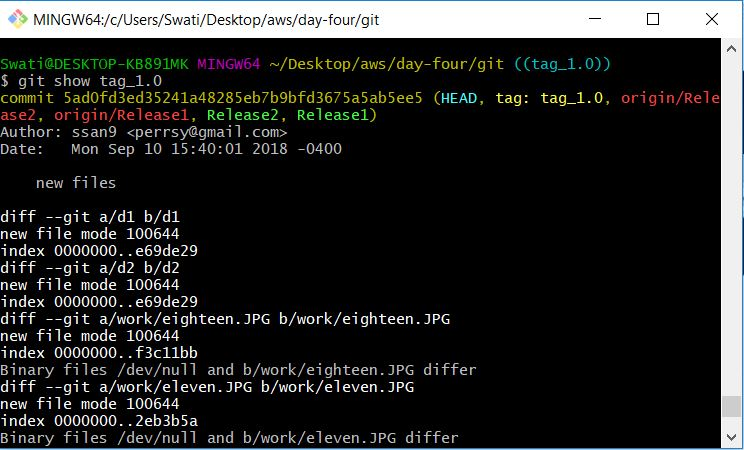 MINGW64:/c/Users/Swati/Desktop/aws/day-four/git
Swati@DESKTOP-KB891MK MINGW64 ~/Desktop/aws/day-four/git ((tag_1.0))
$ git show tag_1.0
commit 5ad0fd3ed35241a48285eb7b9bfd3675a5ab5ee5 (HEAD, tag: tag_1.0, origin/Rele
ase2, origin/Release1, Release2, Release1)
Author: ssan9 <perrsy@gmail.com>
Date:   Mon Sep 10 15:40:01 2018 -0400
    new files
diff --git a/d1 b/d1
new file mode 100644
index 0000000..e69de29
diff --git a/d2 b/d2
new file mode 100644
index 0000000..e69de29
diff --git a/work/eighteen.JPG b/work/eighteen.JPG
new file mode 100644
index 0000000..f3c11bb
Binary files /dev/null and b/work/eighteen.JPG differ
diff --git a/work/eleven.JPG b/work/eleven.JPG
new file mode 100644
index 0000000..2eb3b5a
Binary files /dev/null and b/work/eleven.JPG differ